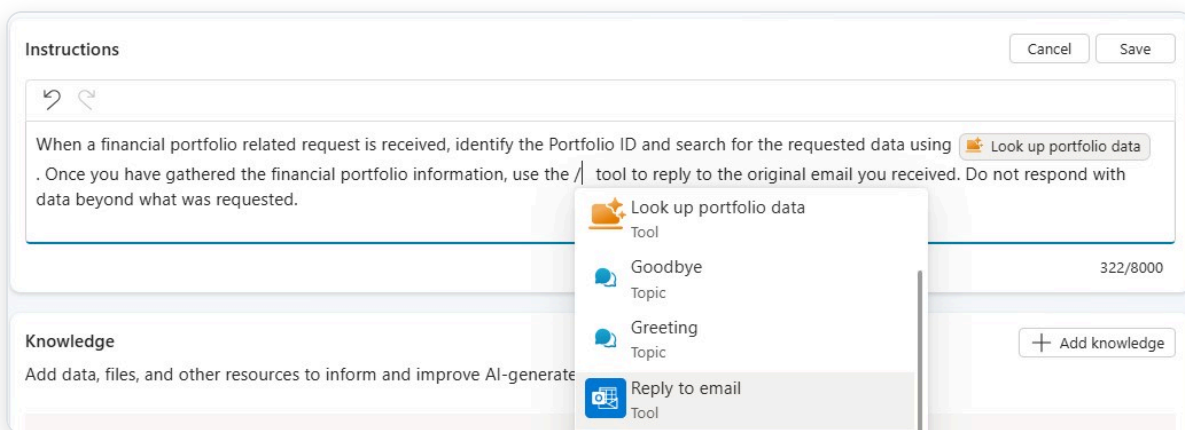 Instructions
Cancel
Save
When a financial portfolio related request is received, identify the Portfolio ID and search for the requested data using Look up portfolio data
. Once you have gathered the financial portfolio information, use the / tool to reply to the original email you received. Do not respond with
data beyond what was requested.
Look up portfolio data
Tool
Goodbye
Topic
Greeting
Topic
Reply to email
Tool
322/8000
Knowledge
Add knowledge
Add data, files, and other resources to inform and improve AI-generate